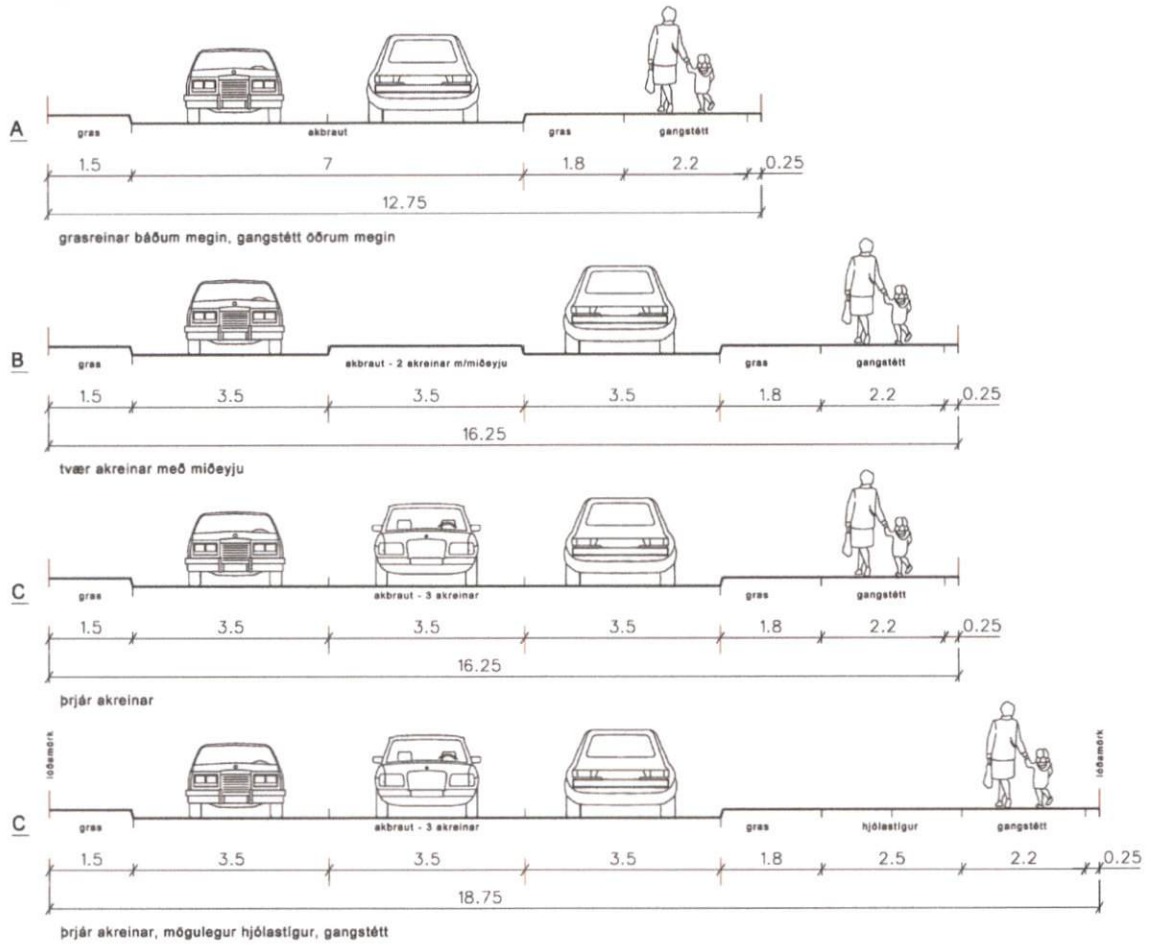 A
gras akbraut gras gangstétt
1.5 7 1.8 2.2 0.25
12.75
grasreinar báðum megin, gangstétt öðrum megin
B
gras akbraut - 2 akreinar m/miðeyju gras gangstétt
1.5 3.5 3.5 3.5 1.8 2.2 0.25
16.25
tvær akreinar með miðeyju
C
gras akbraut - 3 akreinar gras gangstétt
1.5 3.5 3.5 3.5 1.8 2.2 0.25
16.25
þrjár akreinar
lóðamörk lóðamörk
C
gras akbraut - 3 akreinar gras hjólastígur gangstétt
1.5 3.5 3.5 3.5 1.8 2.5 2.2 0.25
18.75
þrjár akreinar, mögulegur hjólastígur, gangstétt